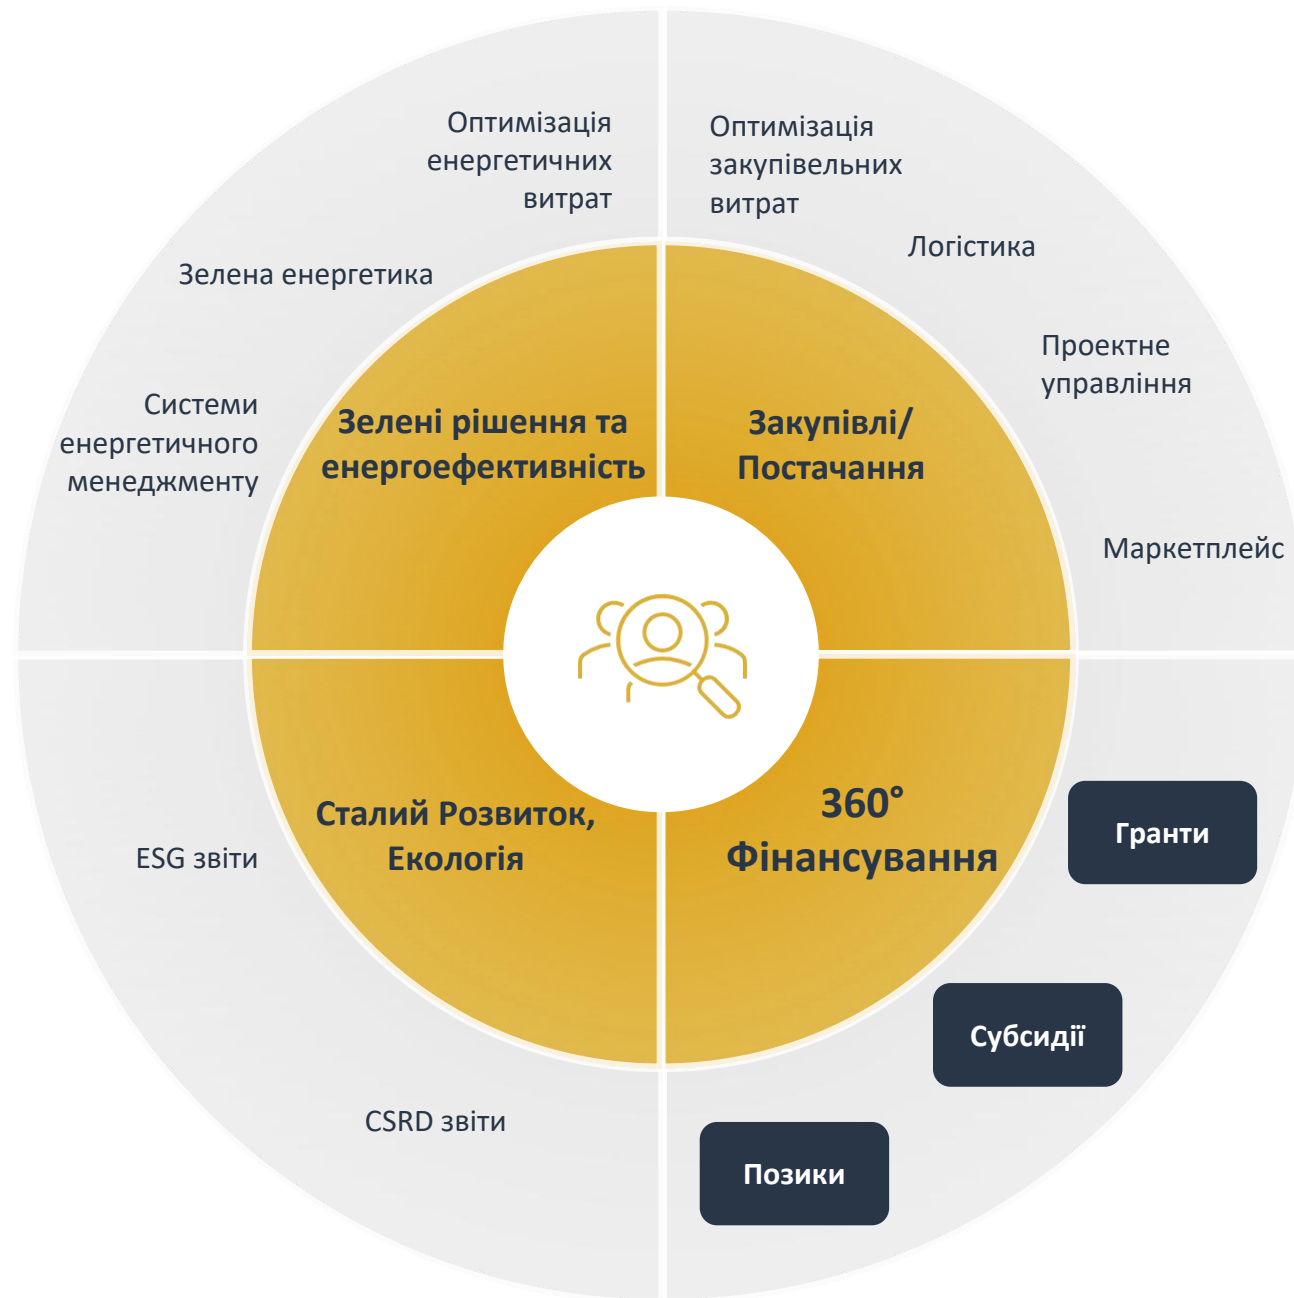 Оптимізація
енергетичних
витрат
Зелена енергетика
Системи
енергетичного
менеджменту
Зелені рішення та
енергоефективність
Оптимізація
закупівельних
витрат
Логістика
Проектне
управління
Маркетплейс
Закупівлі/
Постачання
Сталий Розвиток,
Екологія
ESG звіти
CSRD звіти
360°
Фінансування
Гранти
Субсидії
Позики